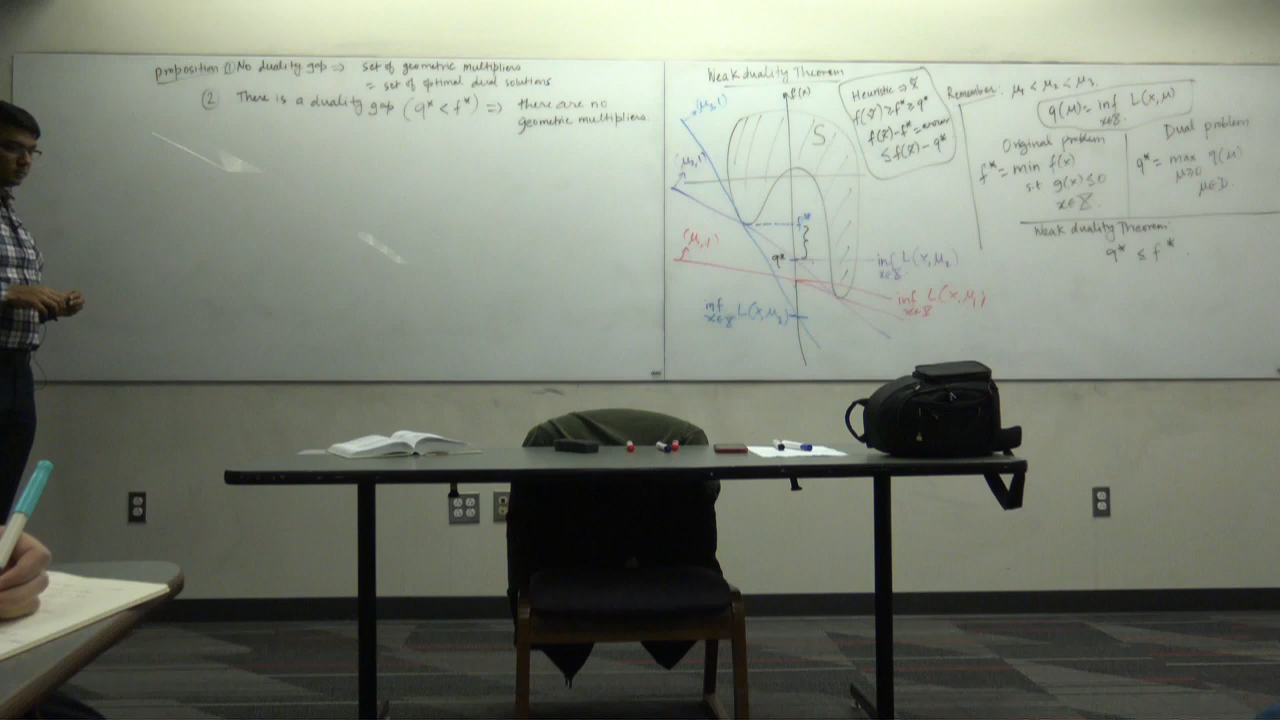 proposition ① No duality gap ⇒ set of geometric multipliers
= set of optimal dual solutions
② There is a duality gap (q* < f*) ⇒ there are no
geometric multipliers.
Weak duality Theorem
f(x)
S
(μ3,1)
(μ2,1)
(μ1,1)
f*
q*
inf L(x,μ2)
x∈X
inf L(x,μ1)
x∈X
inf L(x,μ3)
x∈X
Heuristic ⇒ x̃
f(x̃) ≥ f* ≥ q*
f(x̃) - f* = error
≤ f(x̃) - q*
Remember: μ1 < μ2 < μ3.
q(μ) = inf L(x,μ)
x∈X.
Original problem
f* = min f(x)
s.t g(x) ≤ 0
x∈X.
Dual problem
q* = max q(μ)
μ≥0
μ∈D.
Weak duality Theorem:
q* ≤ f*